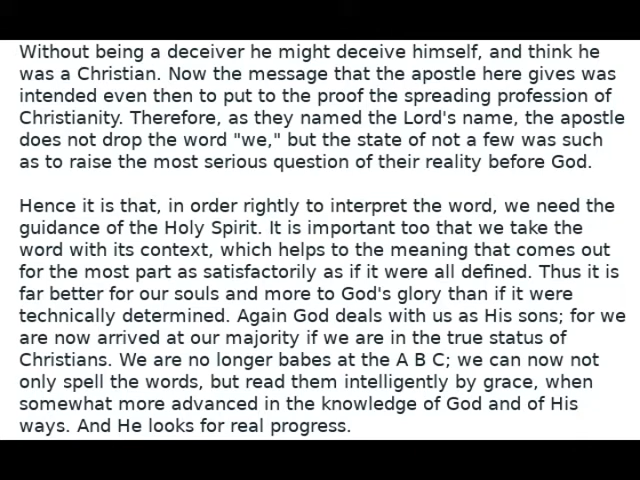 Without being a deceiver he might deceive himself, and think he
was a Christian. Now the message that the apostle here gives was
intended even then to put to the proof the spreading profession of
Christianity. Therefore, as they named the Lord's name, the apostle
does not drop the word "we," but the state of not a few was such
as to raise the most serious question of their reality before God.

Hence it is that, in order rightly to interpret the word, we need the
guidance of the Holy Spirit. It is important too that we take the
word with its context, which helps to the meaning that comes out
for the most part as satisfactorily as if it were all defined. Thus it is
far better for our souls and more to God's glory than if it were
technically determined. Again God deals with us as His sons; for we
are now arrived at our majority if we are in the true status of
Christians. We are no longer babes at the A B C; we can now not
only spell the words, but read them intelligently by grace, when
somewhat more advanced in the knowledge of God and of His
ways. And He looks for real progress.